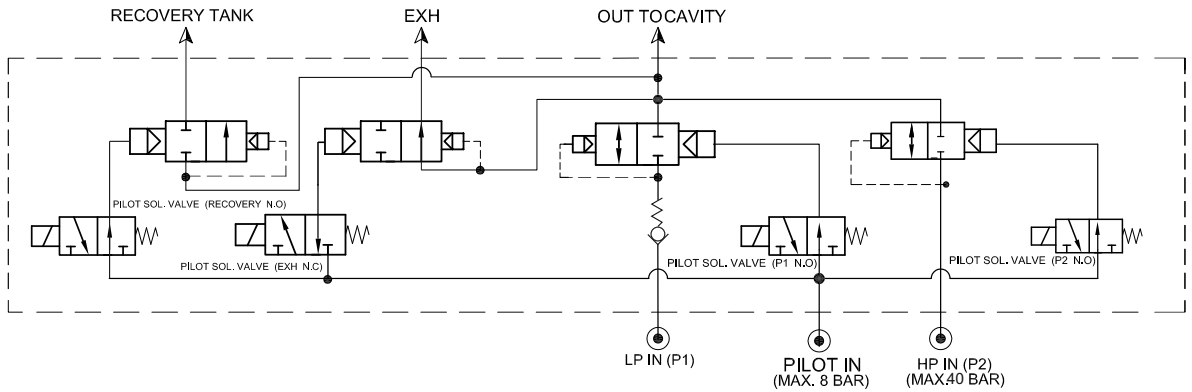 RECOVERY TANK
EXH
OUT TOCAVITY
PILOT SOL. VALVE (RECOVERY N.O)
PILOT SOL. VALVE (EXH N.C)
PILOT SOL. VALVE (P1 N.O)
PILOT SOL. VALVE (P2 N.O)
LP IN (P1)
PILOT IN
(MAX. 8 BAR)
HP IN (P2)
(MAX.40 BAR)